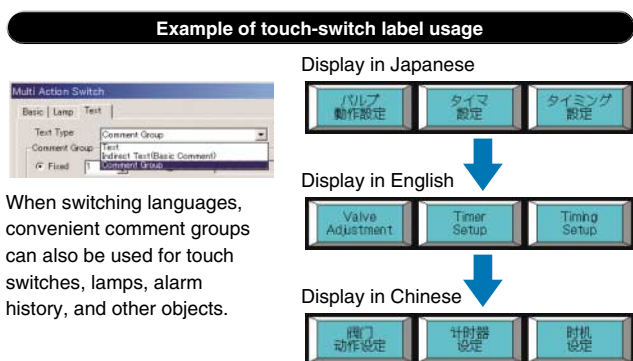 Example of touch-switch label usage
Multi Action Switch
Basic Lamp Text
Text Type Comment Group
Text
Comment Group
Indirect Text(Basic Comment)
Comment Group
Fixed 1
When switching languages,
convenient comment groups
can also be used for touch
switches, lamps, alarm
history, and other objects.
Display in Japanese
バルブ
動作設定
タイマ
設定
タイミング
設定
Display in English
Valve
Adjustment
Timer
Setup
Timing
Setup
Display in Chinese
阀门
动作设定
计时器
设定
时机
设定